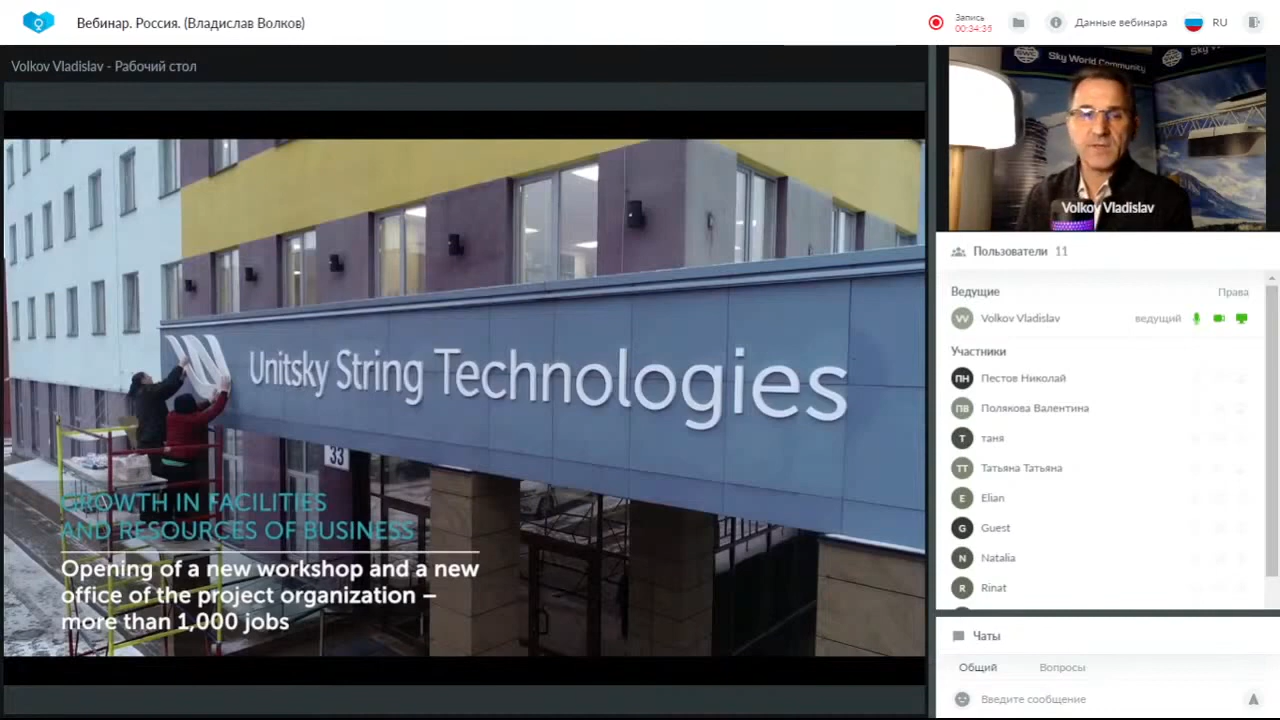 Вебинар. Россия. (Владислав Волков)
Запись
00:34:35
Данные вебинара
RU
Volkov Vladislav - Рабочий стол
Unitsky String Technologies
33
GROWTH IN FACILITIES
AND RESOURCES OF BUSINESS
Opening of a new workshop and a new
office of the project organization –
more than 1,000 jobs
Sky World Community
Volkov Vladislav
Пользователи 11
Ведущие
Права
VV Volkov Vladislav ведущий
Участники
ПН Пестов Николай
ПВ Полякова Валентина
Т таня
ТТ Татьяна Татьяна
E Elian
G Guest
N Natalia
R Rinat
Чаты
Общий
Вопросы
Введите сообщение